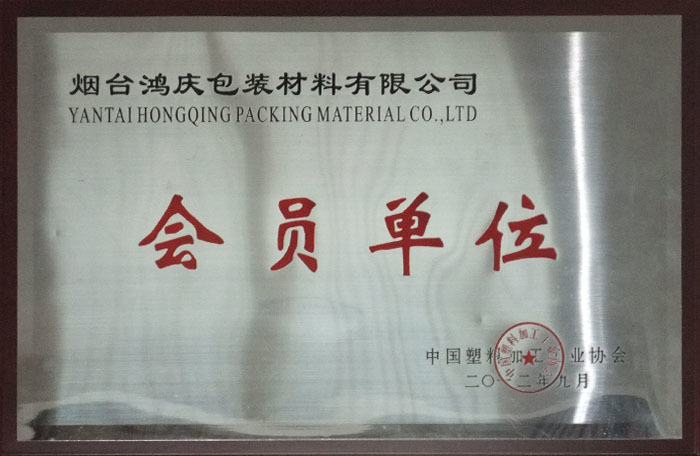 烟台鸿庆包装材料有限公司
YANTAI HONGQING PACKING MATERIAL CO.,LTD
会员单位
中国塑料加工工业协会
二〇一二年九月